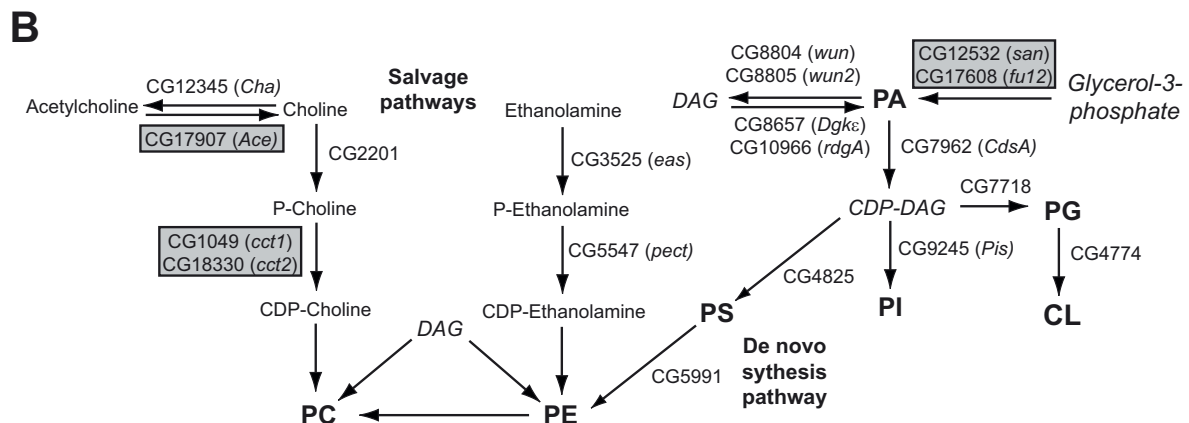 B
CG12345 (Cha)
Acetylcholine
Choline
CG17907 (Ace)
CG2201
P-Choline
CG1049 (cct1)
CG18330 (cct2)
CDP-Choline
PC
Salvage
pathways
Ethanolamine
CG3525 (eas)
P-Ethanolamine
CG5547 (pect)
CDP-Ethanolamine
DAG
PE
CG8804 (wun)
CG8805 (wun2)
DAG
PA
CG8657 (Dgkε)
CG10966 (rdgA)
CG12532 (san)
CG17608 (fu12)
Glycerol-3-
phosphate
CG7962 (CdsA)
CDP-DAG
CG7718
PG
CG9245 (Pis)
CG4774
CG4825
PS
PI
CL
CG5991
De novo
sythesis
pathway